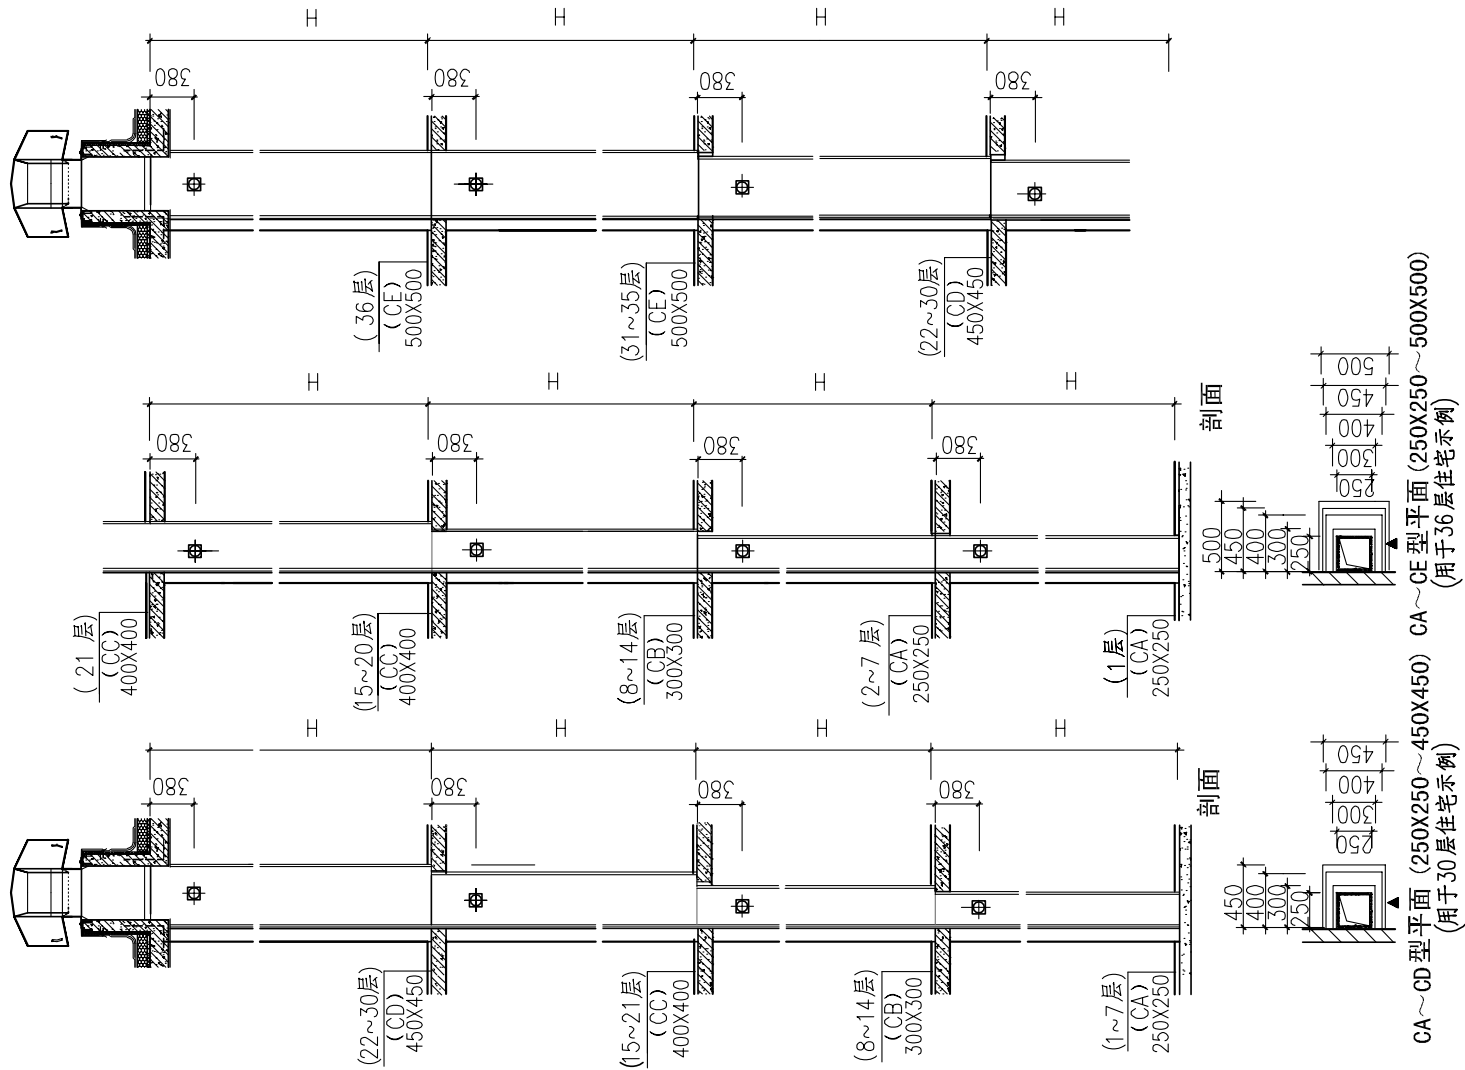 H
H
H
H
380
380
380
380
(36层)
(CE)
500X500
(31~35层)
(CE)
500X500
(22~30层)
(CD)
450X450
H
H
H
H
380
380
380
380
(21 层)
(CC)
400X400
(15~20层)
(CC)
400X400
(8~14层)
(CB)
300X300
(2~7 层)
(CA)
250X250
(1层)
(CA)
250X250
剖面
500
450
400
300
250
500
450
400
300
250
CA～CE型平面(250X250～500X500)
(用于36层住宅示例)
H
H
H
H
380
380
380
380
(22~30层)
(CD)
450X450
(15~21层)
(CC)
400X400
(8~14层)
(CB)
300X300
(1~7层)
(CA)
250X250
剖面
450
400
300
250
450
400
300
250
CA～CD型平面(250X250～450X450)
(用于30层住宅示例)